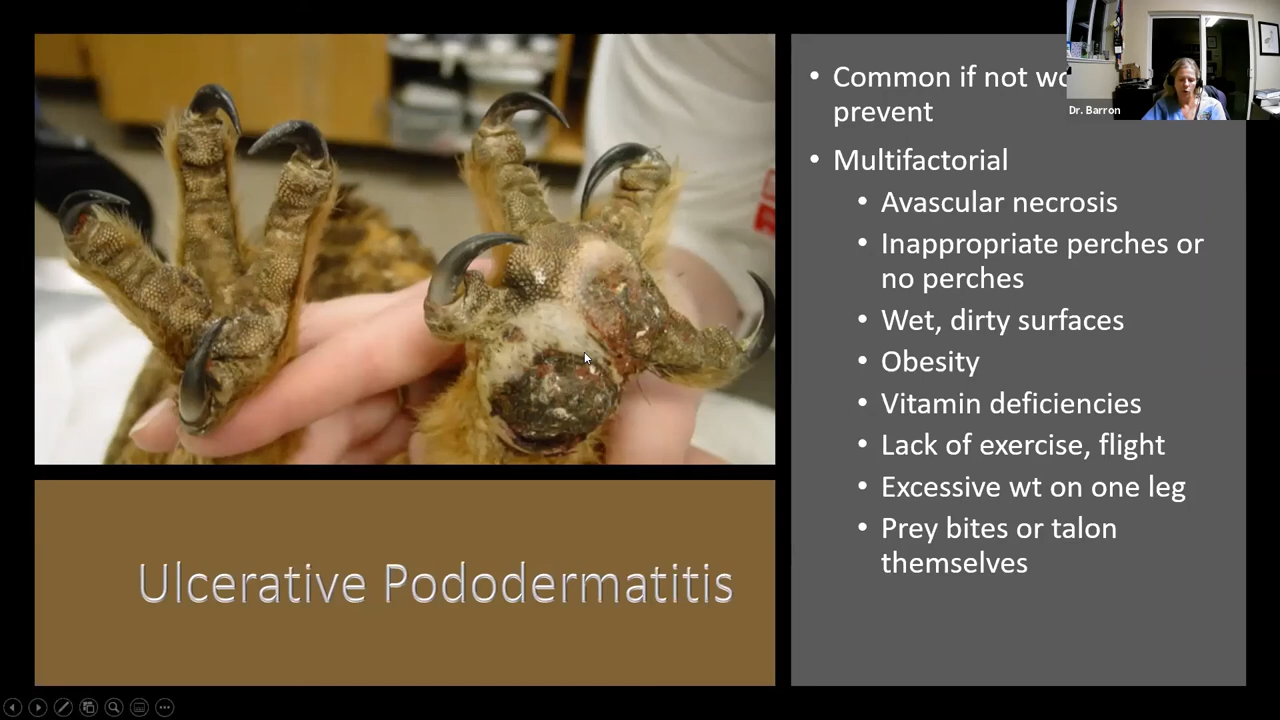 • Common if not wo
prevent
• Multifactorial
• Avascular necrosis
• Inappropriate perches or
no perches
• Wet, dirty surfaces
• Obesity
• Vitamin deficiencies
• Lack of exercise, flight
• Excessive wt on one leg
• Prey bites or talon
themselves
Dr. Barron
Ulcerative Pododermatitis